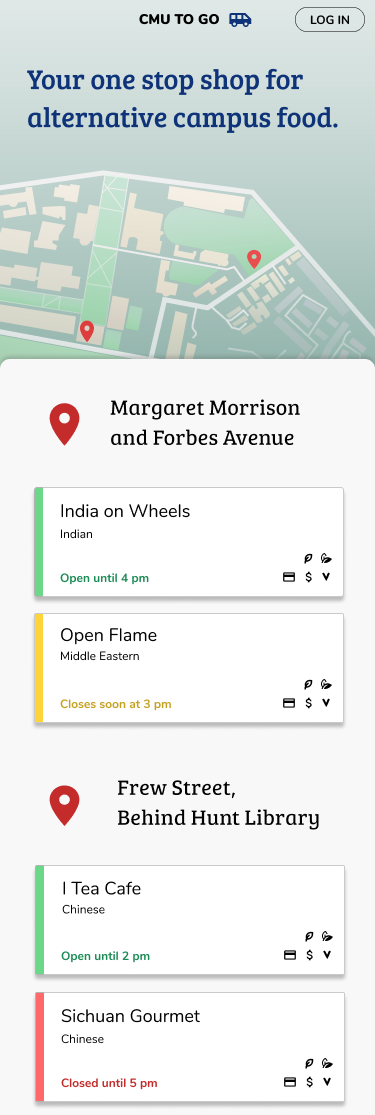 CMU TO GO
LOG IN
Your one stop shop for
alternative campus food.
Margaret Morrison
and Forbes Avenue
India on Wheels
Indian
Open until 4 pm
$ V
Open Flame
Middle Eastern
Closes soon at 3 pm
$ V
Frew Street,
Behind Hunt Library
I Tea Cafe
Chinese
Open until 2 pm
$ V
Sichuan Gourmet
Chinese
Closed until 5 pm
$ V